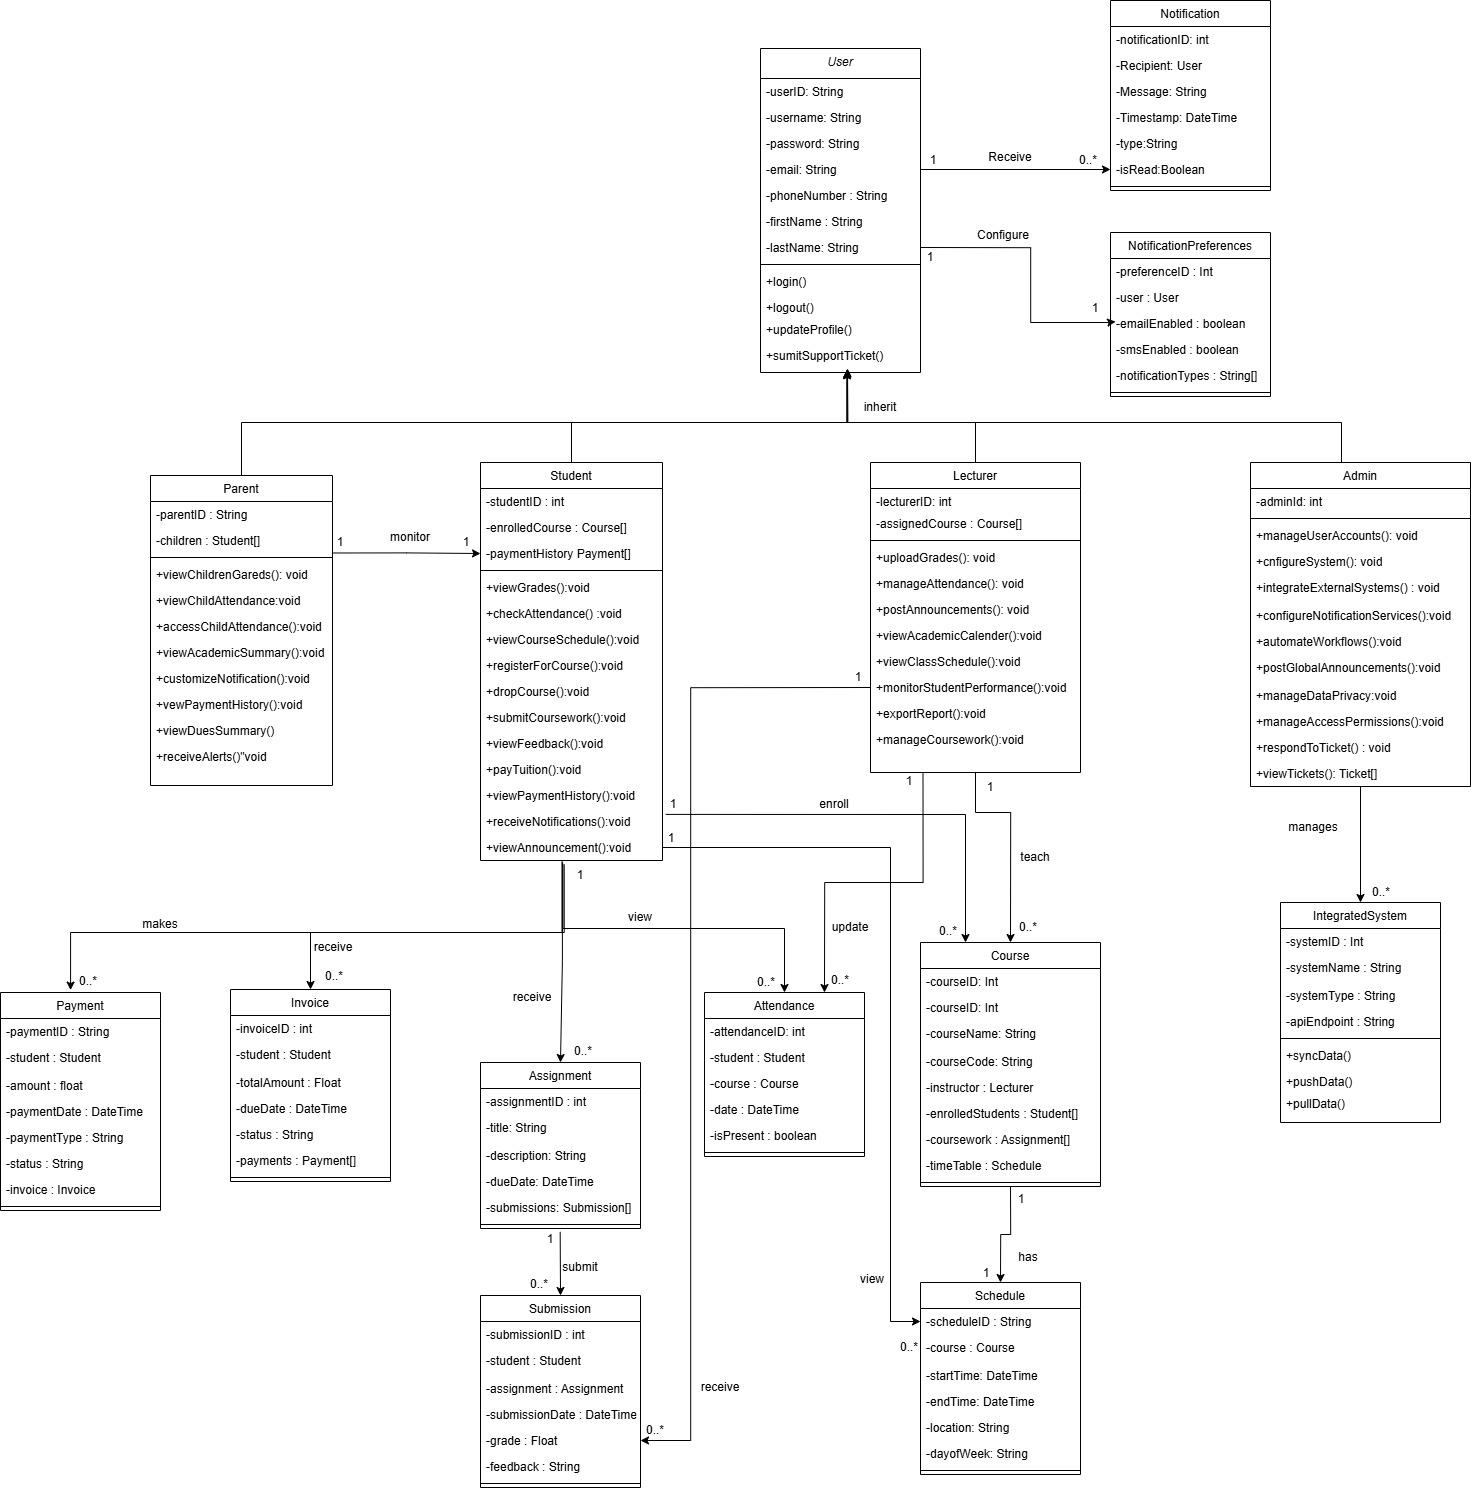 Notification
-notificationID: int
-Recipient: User
-Message: String
-Timestamp: DateTime
-type:String
-isRead:Boolean
User
-userID: String
-username: String
-password: String
-email: String
-phoneNumber : String
-firstName : String
-lastName: String
+login()
+logout()
+updateProfile()
+sumitSupportTicket()
1
Receive
0..*
Configure
1
1
NotificationPreferences
-preferenceID : Int
-user : User
-emailEnabled : boolean
-smsEnabled : boolean
-notificationTypes : String[]
inherit
Parent
-parentID : String
-children : Student[]
+viewChildrenGareds(): void
+viewChildAttendance:void
+accessChildAttendance():void
+viewAcademicSummary():void
+customizeNotification():void
+vewPaymentHistory():void
+viewDuesSummary()
+receiveAlerts()"void
1
monitor
1
Student
-studentID : int
-enrolledCourse : Course[]
-paymentHistory Payment[]
+viewGrades():void
+checkAttendance() :void
+viewCourseSchedule():void
+registerForCourse():void
+dropCourse():void
+submitCoursework():void
+viewFeedback():void
+payTuition():void
+viewPaymentHistory():void
+receiveNotifications():void
+viewAnnouncement():void
Lecturer
-lecturerID: int
-assignedCourse : Course[]
+uploadGrades(): void
+manageAttendance(): void
+postAnnouncements(): void
+viewAcademicCalender():void
+viewClassSchedule():void
+monitorStudentPerformance():void
+exportReport():void
+manageCoursework():void
Admin
-adminId: int
+manageUserAccounts(): void
+cnfigureSystem(): void
+integrateExternalSystems() : void
+configureNotificationServices():void
+automateWorkflows():void
+postGlobalAnnouncements():void
+manageDataPrivacy:void
+manageAccessPermissions():void
+respondToTicket() : void
+viewTickets(): Ticket[]
1
1
1
1
enroll
1
teach
manages
0..*
1
makes
receive
view
update
0..*
0..*
0..*
0..*
0..*
0..*
receive
0..*
Payment
-paymentID : String
-student : Student
-amount : float
-paymentDate : DateTime
-paymentType : String
-status : String
-invoice : Invoice
Invoice
-invoiceID : int
-student : Student
-totalAmount : Float
-dueDate : DateTime
-status : String
-payments : Payment[]
Assignment
-assignmentID : int
-title: String
-description: String
-dueDate: DateTime
-submissions: Submission[]
Attendance
-attendanceID: int
-student : Student
-course : Course
-date : DateTime
-isPresent : boolean
Course
-courseID: Int
-courseID: Int
-courseName: String
-courseCode: String
-instructor : Lecturer
-enrolledStudents : Student[]
-coursework : Assignment[]
-timeTable : Schedule
IntegratedSystem
-systemID : Int
-systemName : String
-systemType : String
-apiEndpoint : String
+syncData()
+pushData()
+pullData()
1
submit
0..*
1
has
1
view
0..*
Submission
-submissionID : int
-student : Student
-assignment : Assignment
-submissionDate : DateTime
-grade : Float
-feedback : String
receive
0..*
Schedule
-scheduleID : String
-course : Course
-startTime: DateTime
-endTime: DateTime
-location: String
-dayofWeek: String